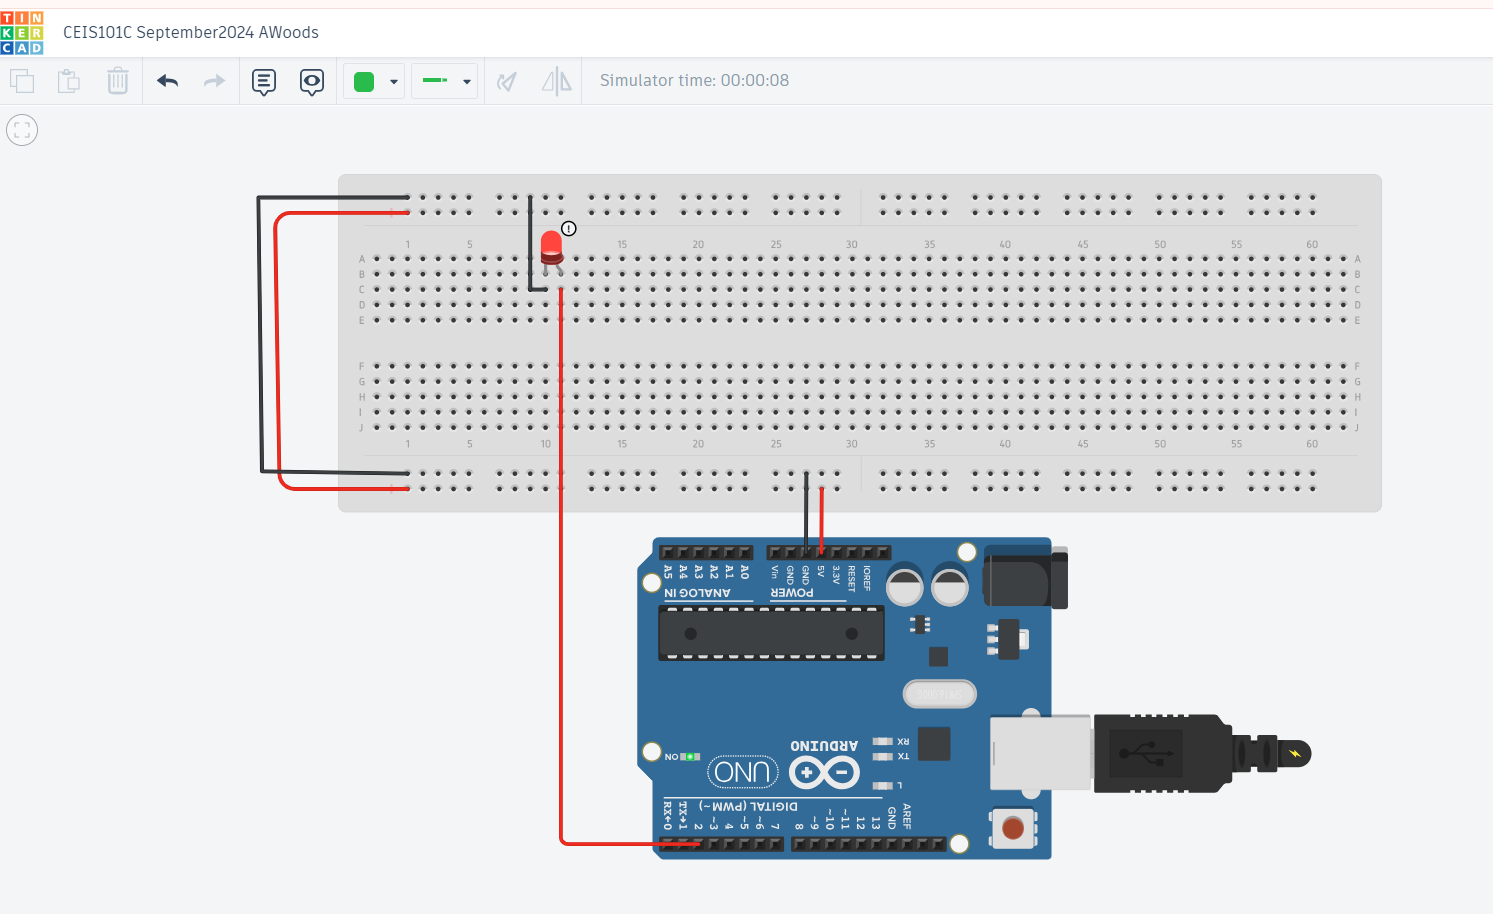 TIN
KER
CAD
CEIS101C September2024 AWoods
Simulator time: 00:00:08
!
1 5 15 20 25 30 35 40 45 50 55 60
A A
B B
C C
D D
E E
F F
G G
H H
I I
J J
1 5 10 15 20 25 30 35 40 45 50 55 60
A5 A4 A3 A2 A1 A0 Vin GND GND 5V 3.3V RESET IOREF
ANALOG IN POWER
RX
TX
ARDUINO
ON
UNO
L
DIGITAL (PWM~)
RX←0 TX→1 2 ~3 4 ~5 ~6 7 8 ~9 ~10 ~11 12 13 GND AREF